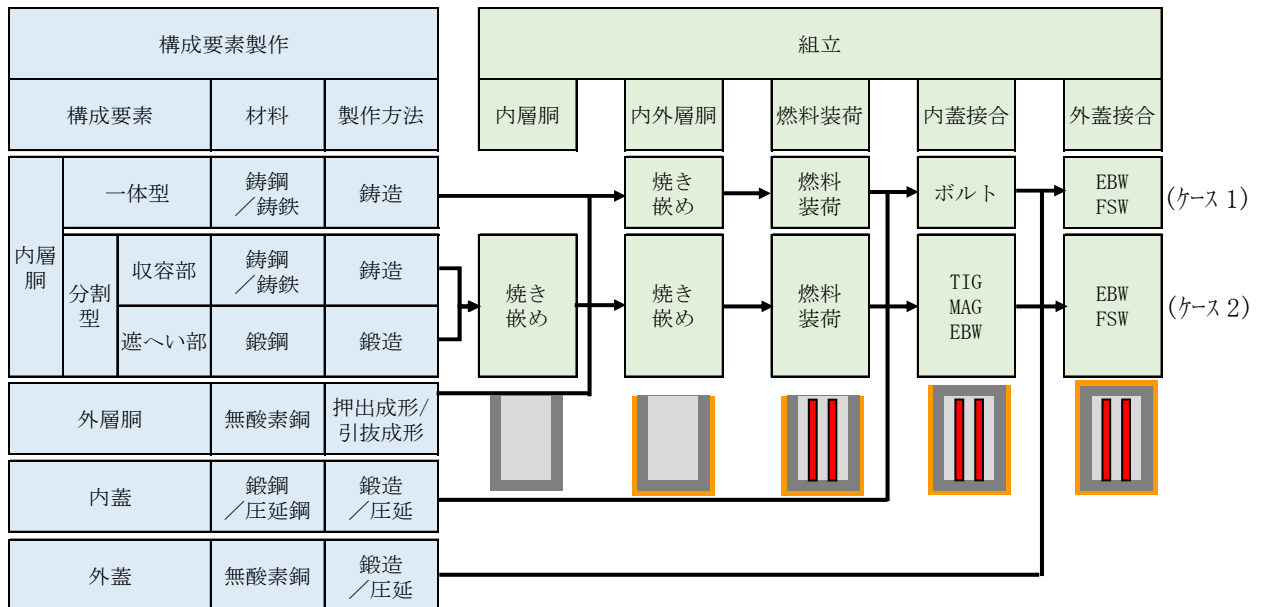 構成要素製作
組立
構成要素
材料
製作方法
内層胴
内外層胴
燃料装荷
内蓋接合
外蓋接合
内層
胴
一体型
鋳鋼
／鋳鉄
鋳造
焼き
嵌め
燃料
装荷
ボルト
EBW
FSW
(ケース 1)
分割
型
収容部
鋳鋼
／鋳鉄
鋳造
遮へい部
鍛鋼
鍛造
焼き
嵌め
焼き
嵌め
燃料
装荷
TIG
MAG
EBW
EBW
FSW
(ケース 2)
外層胴
無酸素銅
押出成形/
引抜成形
内蓋
鍛鋼
／圧延鋼
鍛造
／圧延
外蓋
無酸素銅
鍛造
／圧延